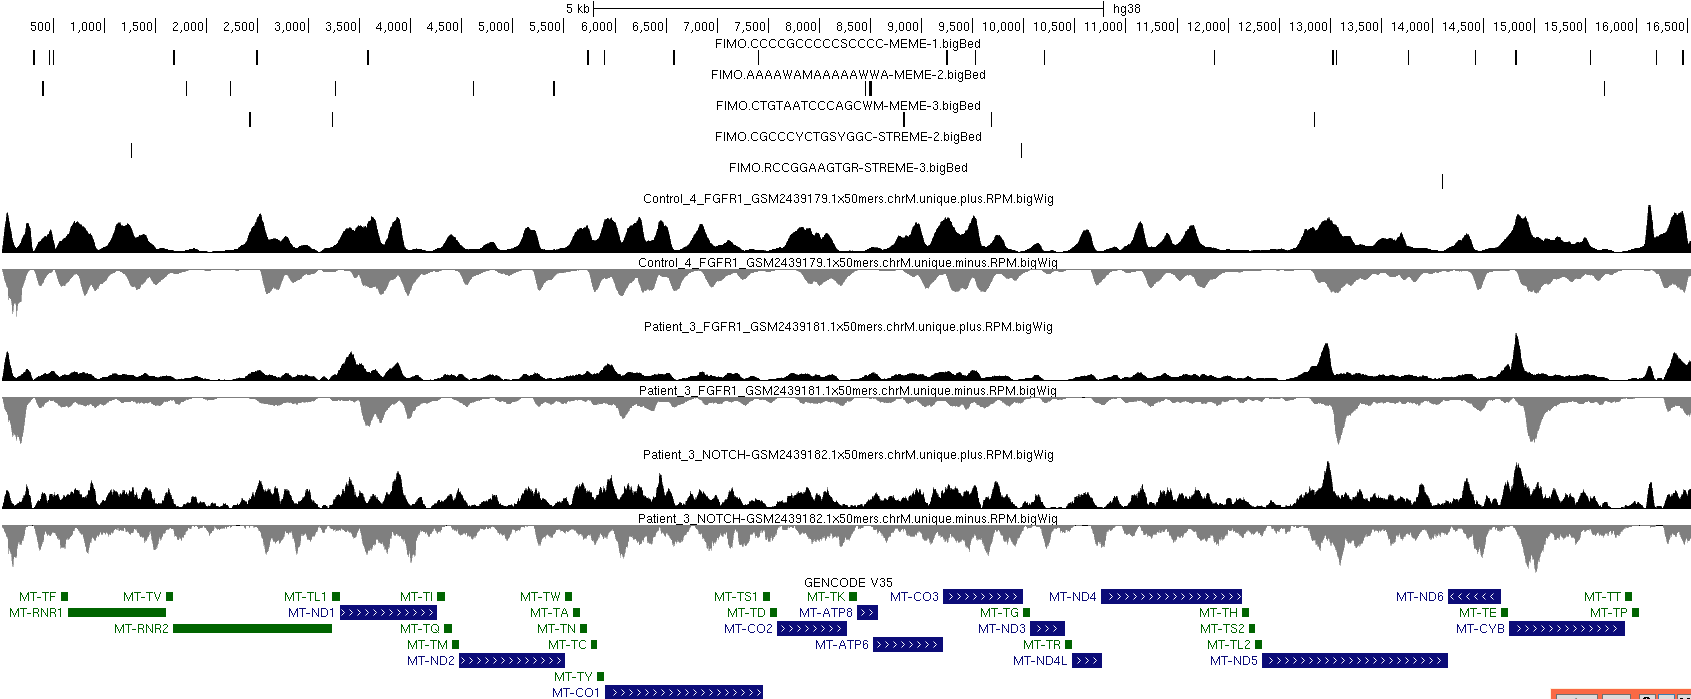 5 kb hg38
500 1,000 1,500 2,000 2,500 3,000 3,500 4,000 4,500 5,000 5,500 6,000 6,500 7,000 7,500 8,000 8,500 9,000 9,500 10,000 10,500 11,000 11,500 12,000 12,500 13,000 13,500 14,000 14,500 15,000 15,500 16,000 16,500
FIMO.CCCCGCCCCCSCCCC-MEME-1.bigBed
FIMO.AAAAWAMAAAAAWWA-MEME-2.bigBed
FIMO.CTGTAATCCCAGCWM-MEME-3.bigBed
FIMO.CGCCCYCTGSYGGC-STREME-2.bigBed
FIMO.RCCGGAAGTGR-STREME-3.bigBed
Control_4_FGFR1_GSM2439179.1x50mers.chrM.unique.plus.RPM.bigWig
Control_4_FGFR1_GSM2439179.1x50mers.chrM.unique.minus.RPM.bigWig
Patient_3_FGFR1_GSM2439181.1x50mers.chrM.unique.plus.RPM.bigWig
Patient_3_FGFR1_GSM2439181.1x50mers.chrM.unique.minus.RPM.bigWig
Patient_3_NOTCH-GSM2439182.1x50mers.chrM.unique.plus.RPM.bigWig
Patient_3_NOTCH-GSM2439182.1x50mers.chrM.unique.minus.RPM.bigWig
GENCODE V35
MT-TF MT-TV MT-TL1 MT-TI MT-TW MT-TS1 MT-TK MT-CO3 MT-ND4 MT-ND6 MT-TT
MT-RNR1 MT-ND1 MT-TA MT-TD MT-ATP8 MT-TG MT-TH MT-TE MT-TP
MT-RNR2 MT-TQ MT-TN MT-CO2 MT-ND3 MT-TS2 MT-CYB
MT-TM MT-TC MT-ATP6 MT-TR MT-TL2
MT-ND2 MT-ND4L MT-ND5
MT-TY
MT-CO1